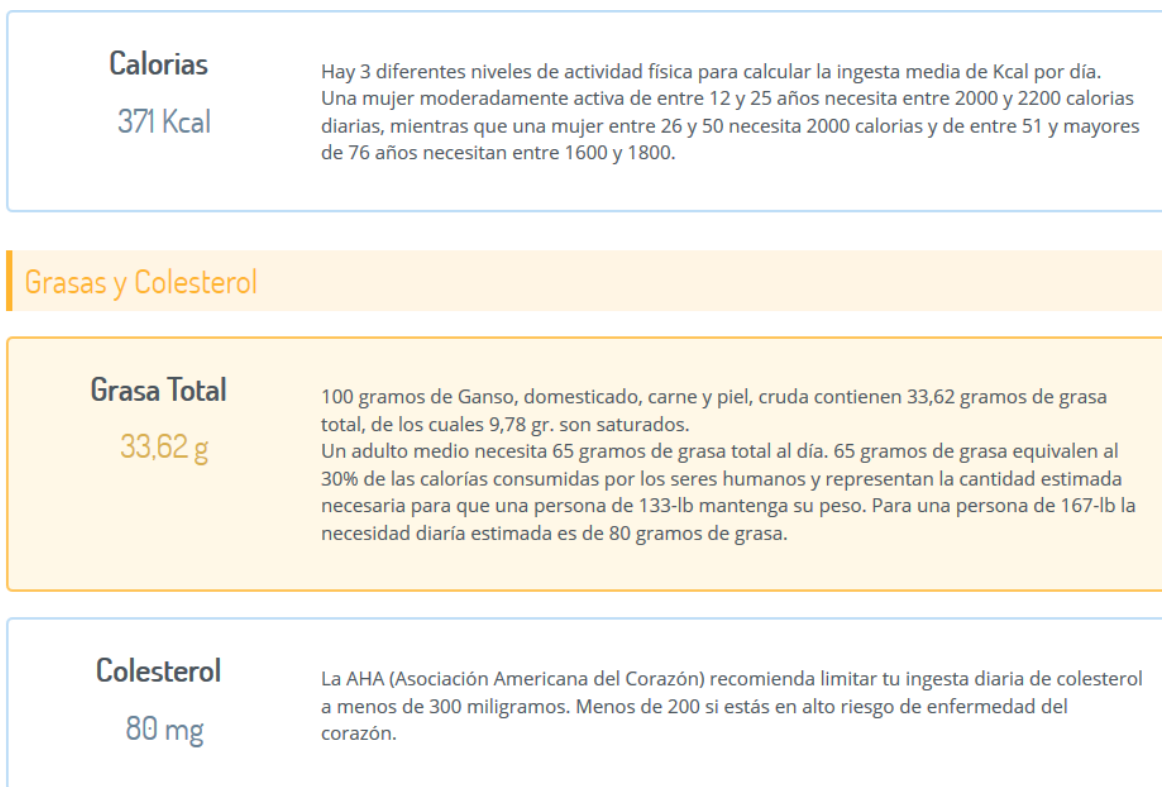 Calorias
371 Kcal
Hay 3 diferentes niveles de actividad física para calcular la ingesta media de Kcal por día.
Una mujer moderadamente activa de entre 12 y 25 años necesita entre 2000 y 2200 calorias
diarias, mientras que una mujer entre 26 y 50 necesita 2000 calorias y de entre 51 y mayores
de 76 años necesitan entre 1600 y 1800.
Grasas y Colesterol
Grasa Total
33,62 g
100 gramos de Ganso, domesticado, carne y piel, cruda contienen 33,62 gramos de grasa
total, de los cuales 9,78 gr. son saturados.
Un adulto medio necesita 65 gramos de grasa total al día. 65 gramos de grasa equivalen al
30% de las calorías consumidas por los seres humanos y representan la cantidad estimada
necesaria para que una persona de 133-lb mantenga su peso. Para una persona de 167-lb la
necesidad diaría estimada es de 80 gramos de grasa.
Colesterol
80 mg
La AHA (Asociación Americana del Corazón) recomienda limitar tu ingesta diaria de colesterol
a menos de 300 miligramos. Menos de 200 si estás en alto riesgo de enfermedad del
corazón.